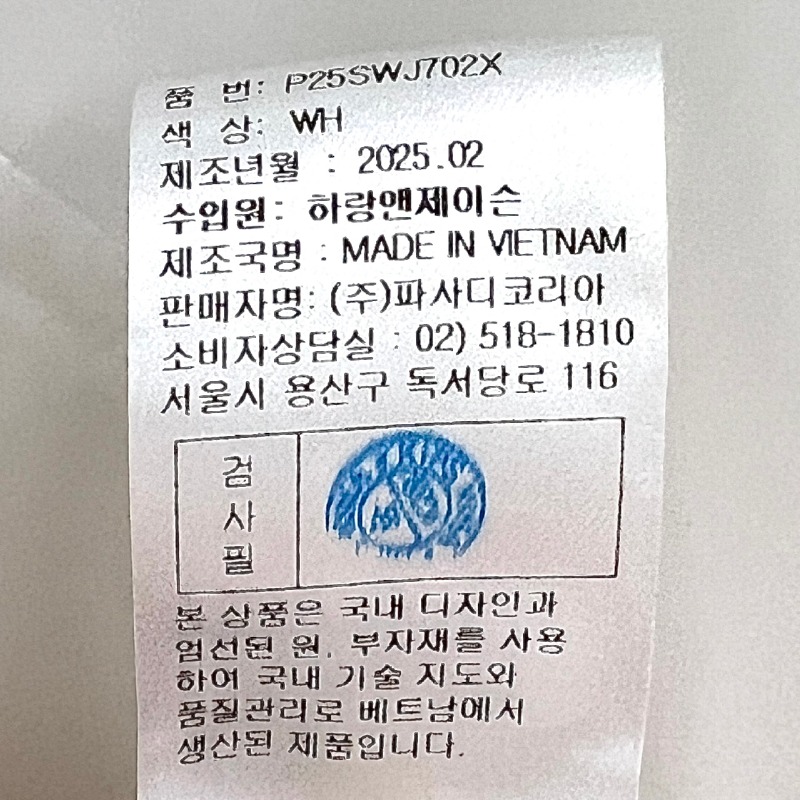 품 번: P25SWJ702X
색 상: WH
제조년월 : 2025.02
수입원: 하랑앤제이슨
제조국명 : MADE IN VIETNAM
판매자명: (주)파사디코리아
소비자상담실 : 02) 518-1810
서울시 용산구 독서당로 116
검
사
필
본 상품은 국내 디자인과
엄선된 원, 부자재를 사용
하여 국내 기술 지도와
품질관리로 베트남에서
생산된 제품입니다.